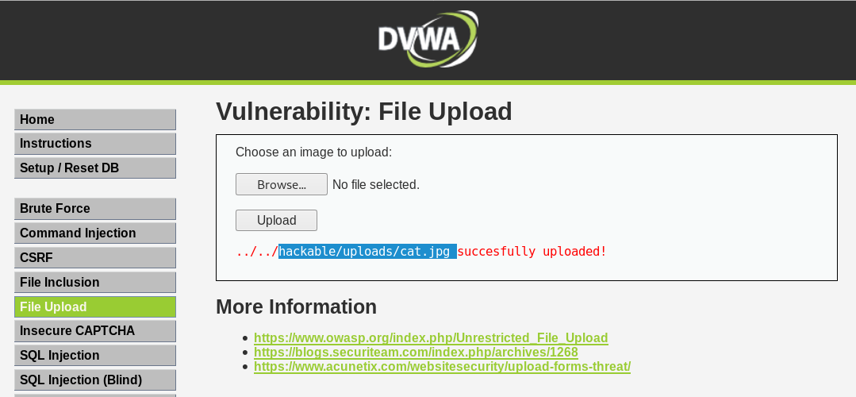 DVWA
Home
Instructions
Setup / Reset DB
Brute Force
Command Injection
CSRF
File Inclusion
File Upload
Insecure CAPTCHA
SQL Injection
SQL Injection (Blind)
Vulnerability: File Upload
Choose an image to upload:
Browse... No file selected.
Upload
../../hackable/uploads/cat.jpg succesfully uploaded!
More Information
https://www.owasp.org/index.php/Unrestricted_File_Upload
https://blogs.securiteam.com/index.php/archives/1268
https://www.acunetix.com/websitesecurity/upload-forms-threat/